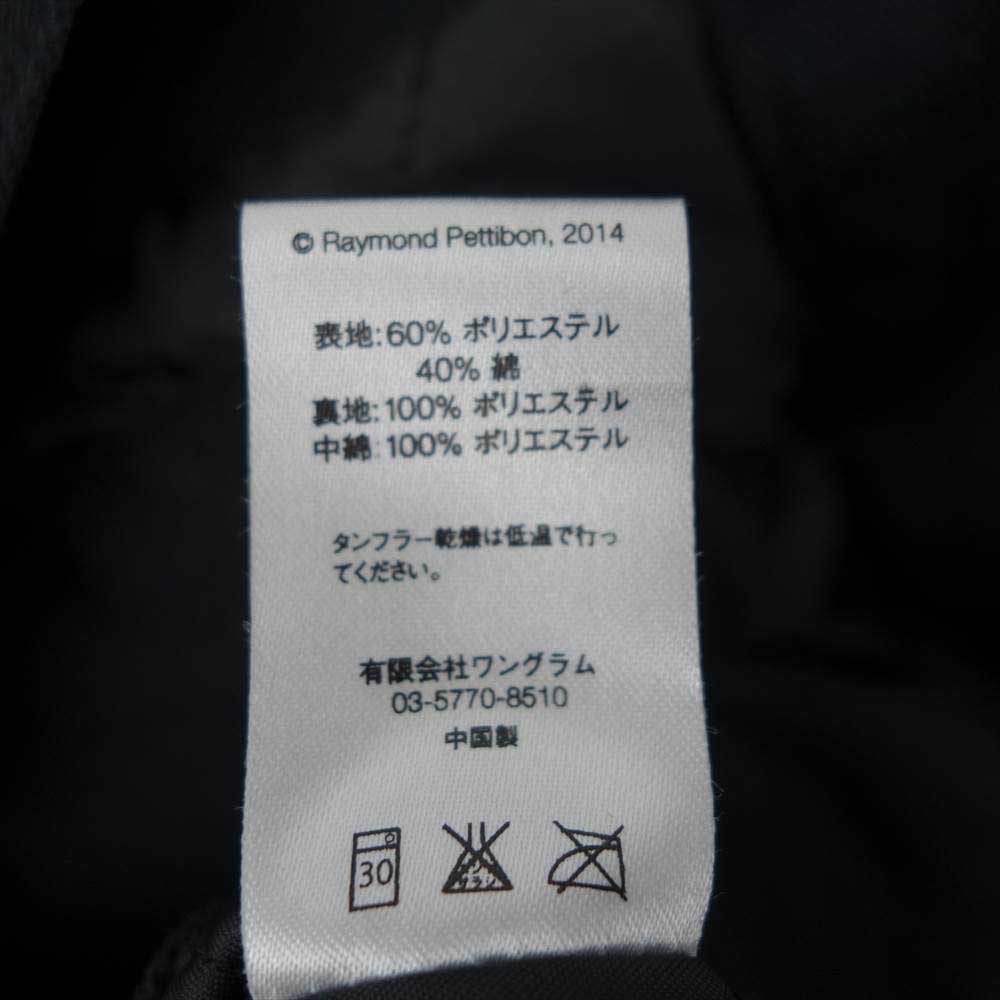 © Raymond Pettibon, 2014
表地:60% ポリエステル
40% 綿
裏地:100% ポリエステル
中綿:100% ポリエステル
タンブラー乾燥は低温で行っ
てください。
有限会社ワングラム
03-5770-8510
中国製
30